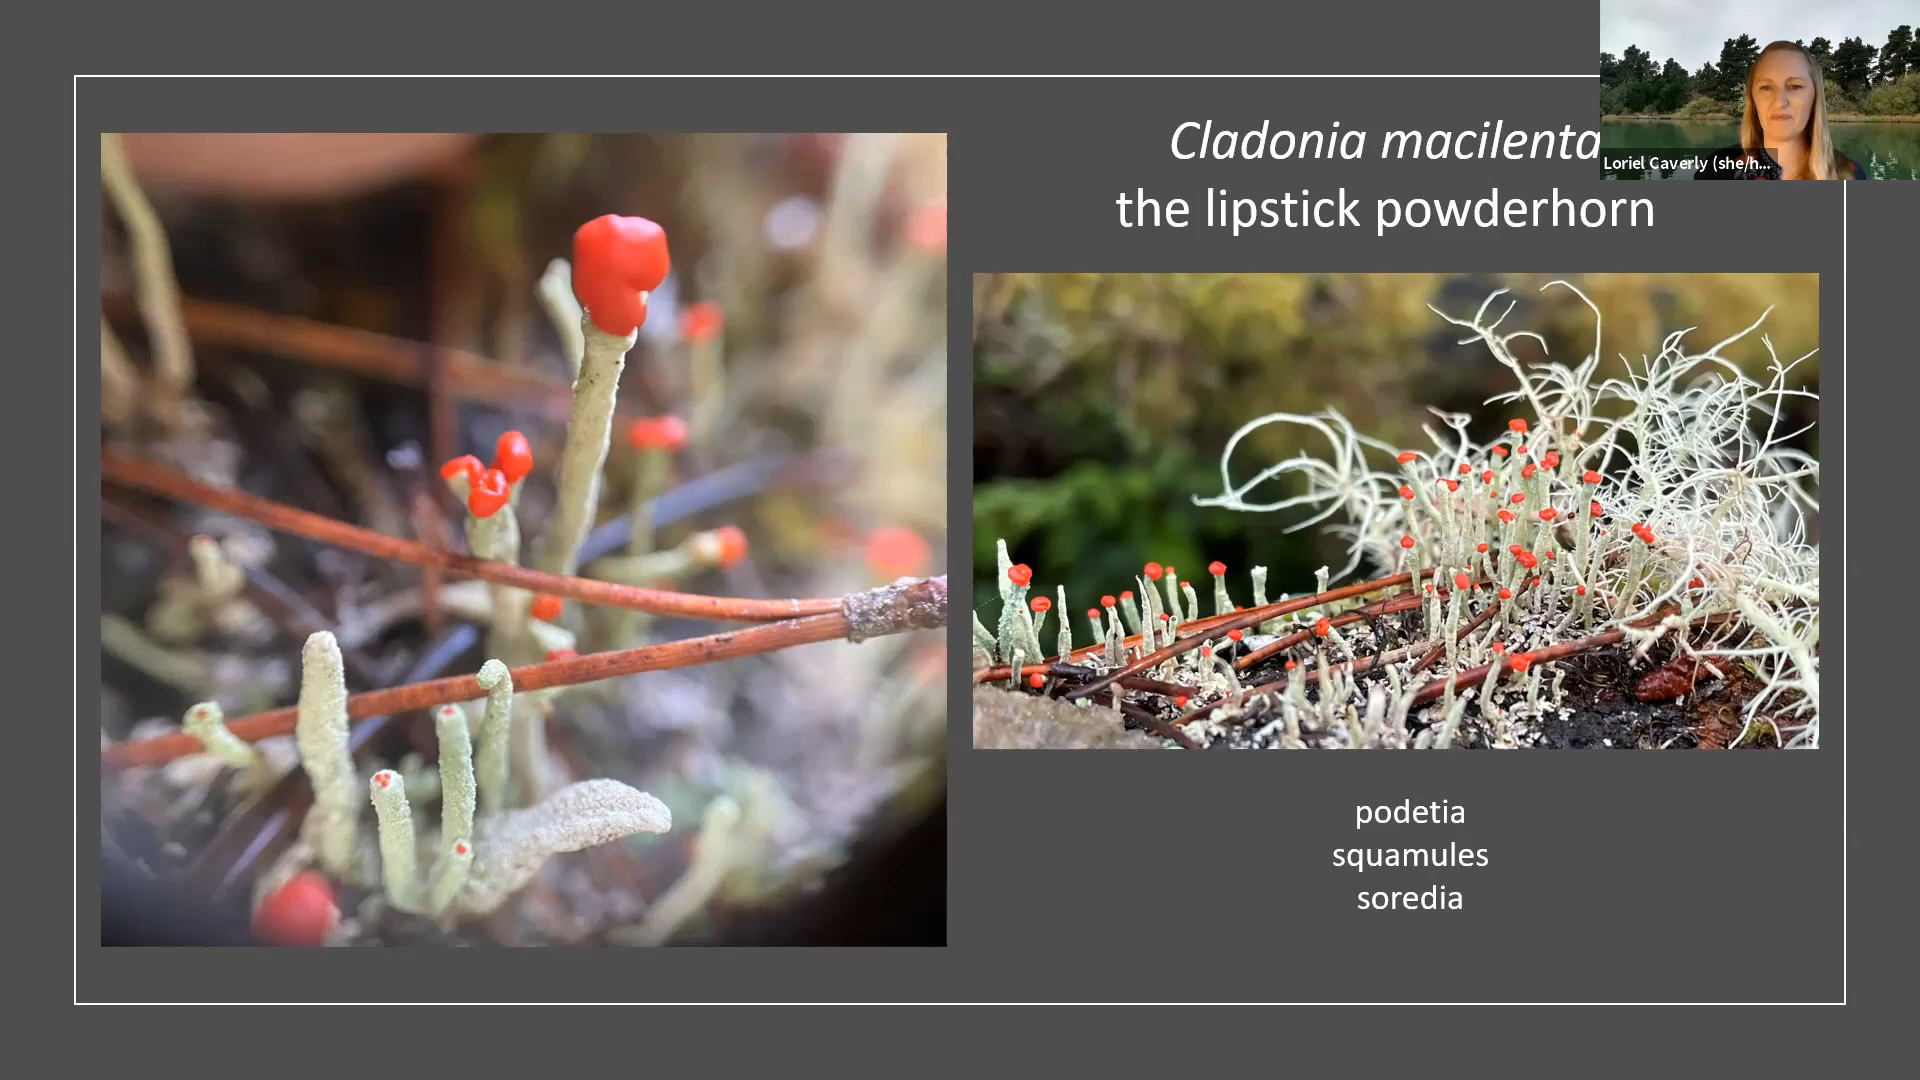 Cladonia macilenta
the lipstick powderhorn
Loriel Caverly (she/h...
podetia
squamules
soredia